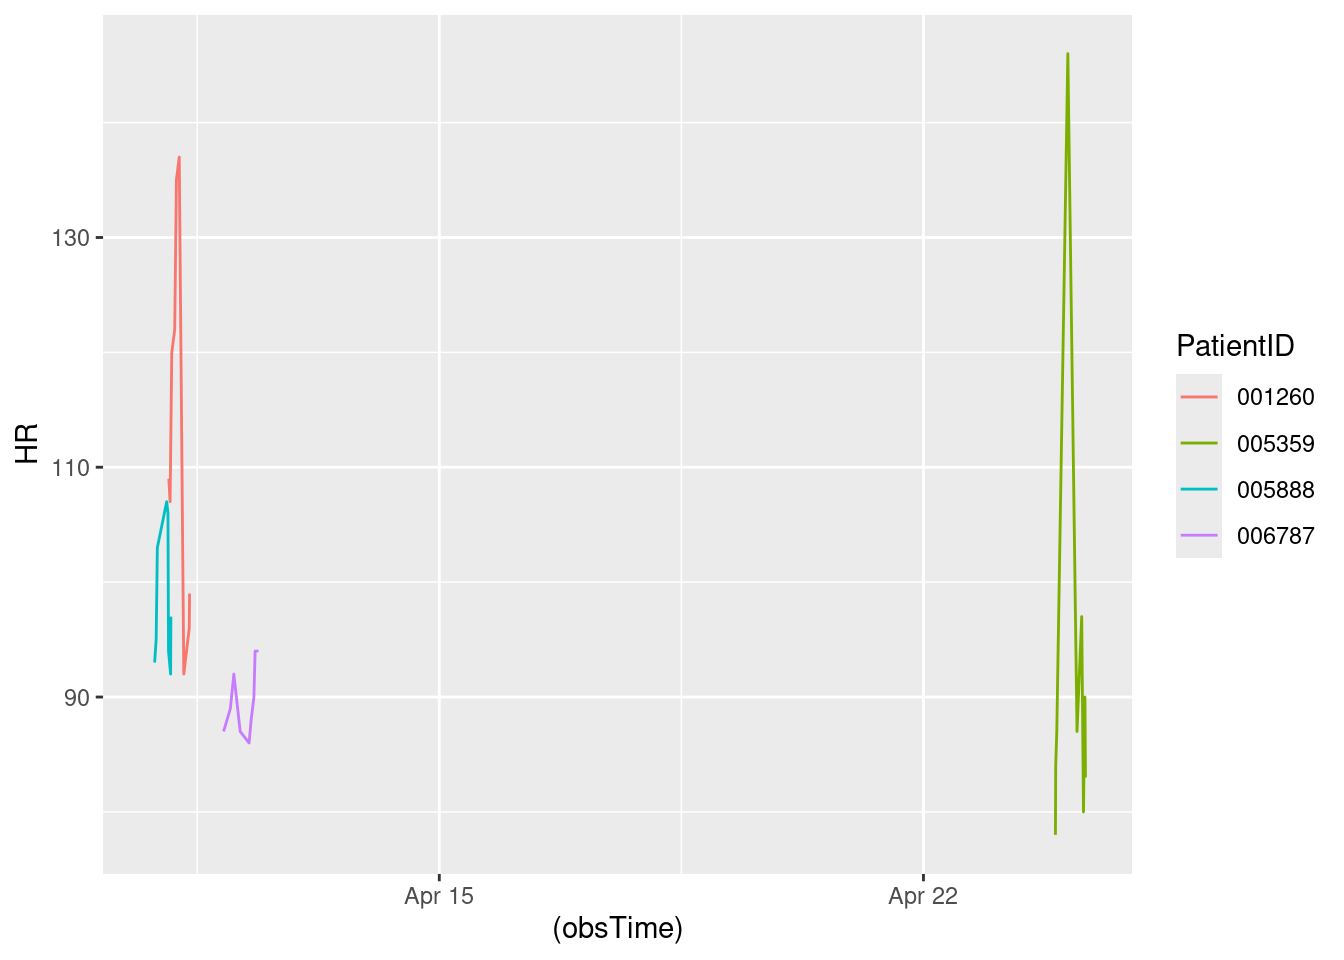 130
110
90
HR
Apr 15
Apr 22
(obsTime)
PatientID
001260
005359
005888
006787